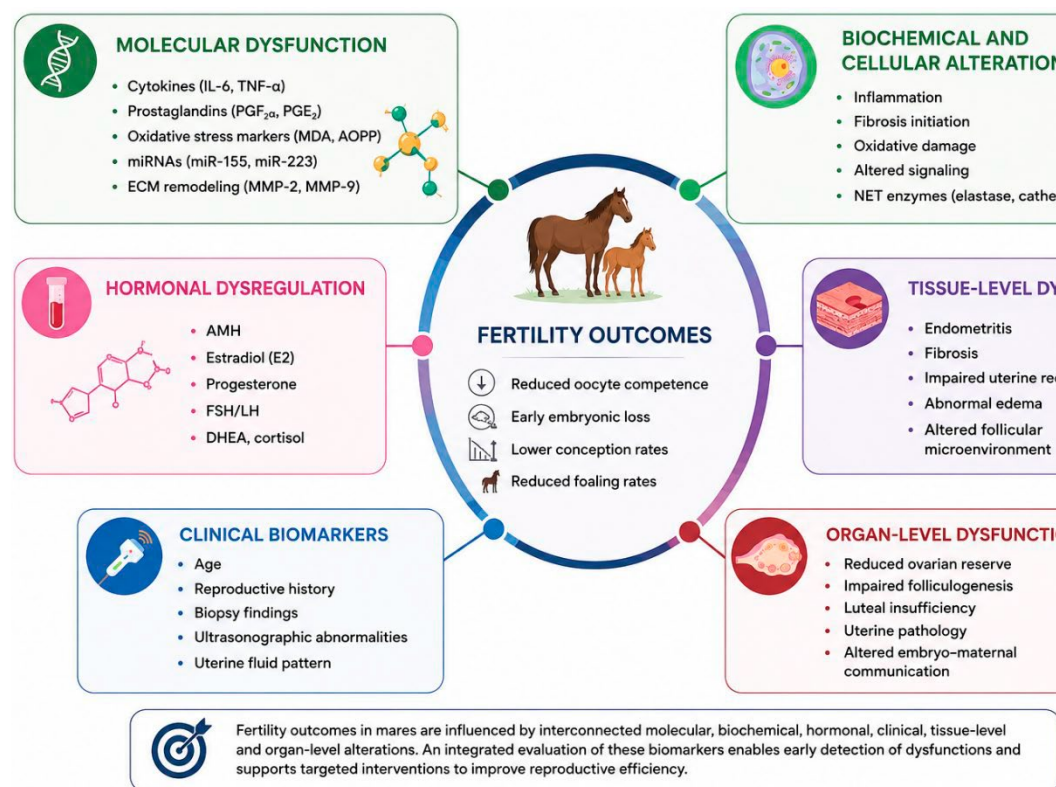 MOLECULAR DYSFUNCTION
• Cytokines (IL-6, TNF-α)
• Prostaglandins (PGF₂α, PGE₂)
• Oxidative stress markers (MDA, AOPP)
• miRNAs (miR-155, miR-223)
• ECM remodeling (MMP-2, MMP-9)
BIOCHEMICAL AND
CELLULAR ALTERATION
• Inflammation
• Fibrosis initiation
• Oxidative damage
• Altered signaling
• NET enzymes (elastase, cathe
HORMONAL DYSREGULATION
• AMH
• Estradiol (E2)
• Progesterone
• FSH/LH
• DHEA, cortisol
FERTILITY OUTCOMES
Reduced oocyte competence
Early embryonic loss
Lower conception rates
Reduced foaling rates
TISSUE-LEVEL DY
• Endometritis
• Fibrosis
• Impaired uterine re
• Abnormal edema
• Altered follicular
microenvironment
CLINICAL BIOMARKERS
• Age
• Reproductive history
• Biopsy findings
• Ultrasonographic abnormalities
• Uterine fluid pattern
ORGAN-LEVEL DYSFUNCTI
• Reduced ovarian reserve
• Impaired folliculogenesis
• Luteal insufficiency
• Uterine pathology
• Altered embryo–maternal
communication
Fertility outcomes in mares are influenced by interconnected molecular, biochemical, hormonal, clinical, tissue-level
and organ-level alterations. An integrated evaluation of these biomarkers enables early detection of dysfunctions and
supports targeted interventions to improve reproductive efficiency.